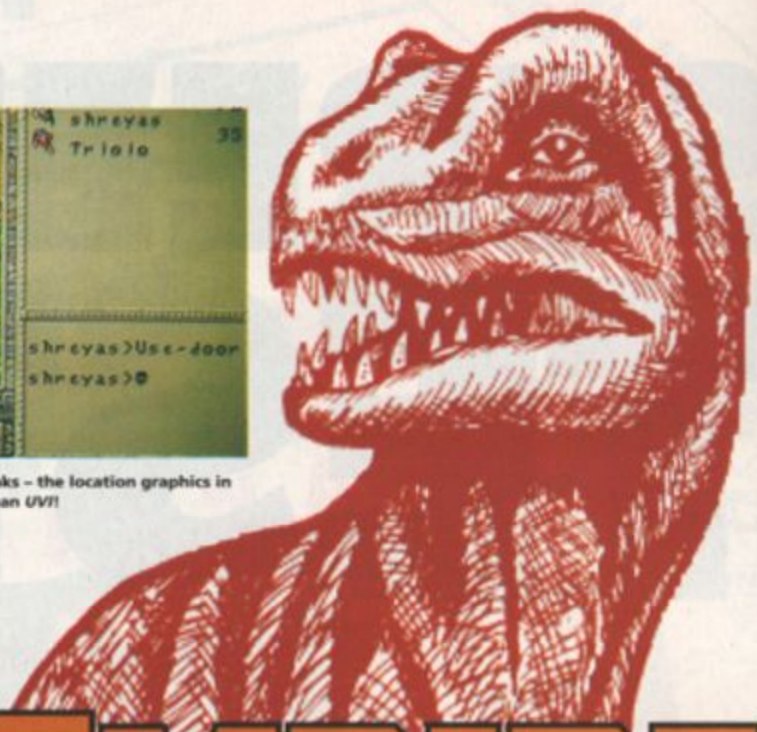 shreyas
35
Triolo
shreyas>Use-door
shreyas>
ks – the location graphics in
an UVI!